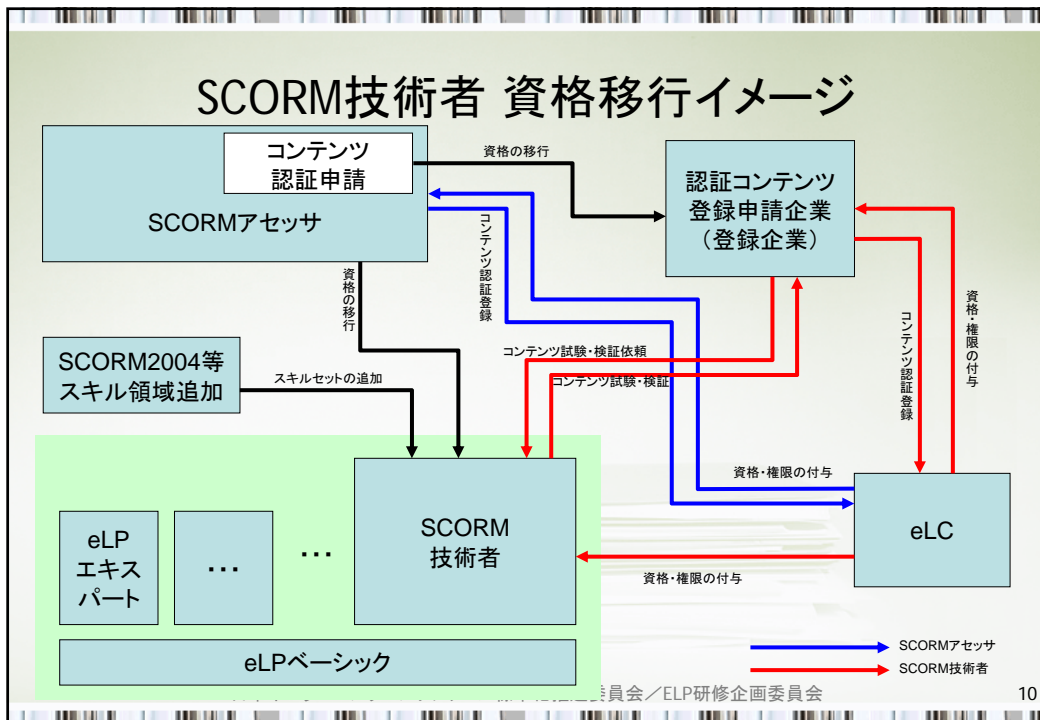 SCORM技術者 資格移行イメージ
コンテンツ
認証申請
SCORMアセッサ
資格の移行
認証コンテンツ
登録申請企業
（登録企業）
資格の移行
コンテンツ認証登録
資格・権限の付与
コンテンツ認証登録
SCORM2004等
スキル領域追加
スキルセットの追加
コンテンツ試験・検証依頼
コンテンツ試験・検証
資格・権限の付与
eLP
エキス
パート
…
…
SCORM
技術者
eLC
資格・権限の付与
eLPベーシック
SCORMアセッサ
SCORM技術者
委員会／ELP研修企画委員会
10